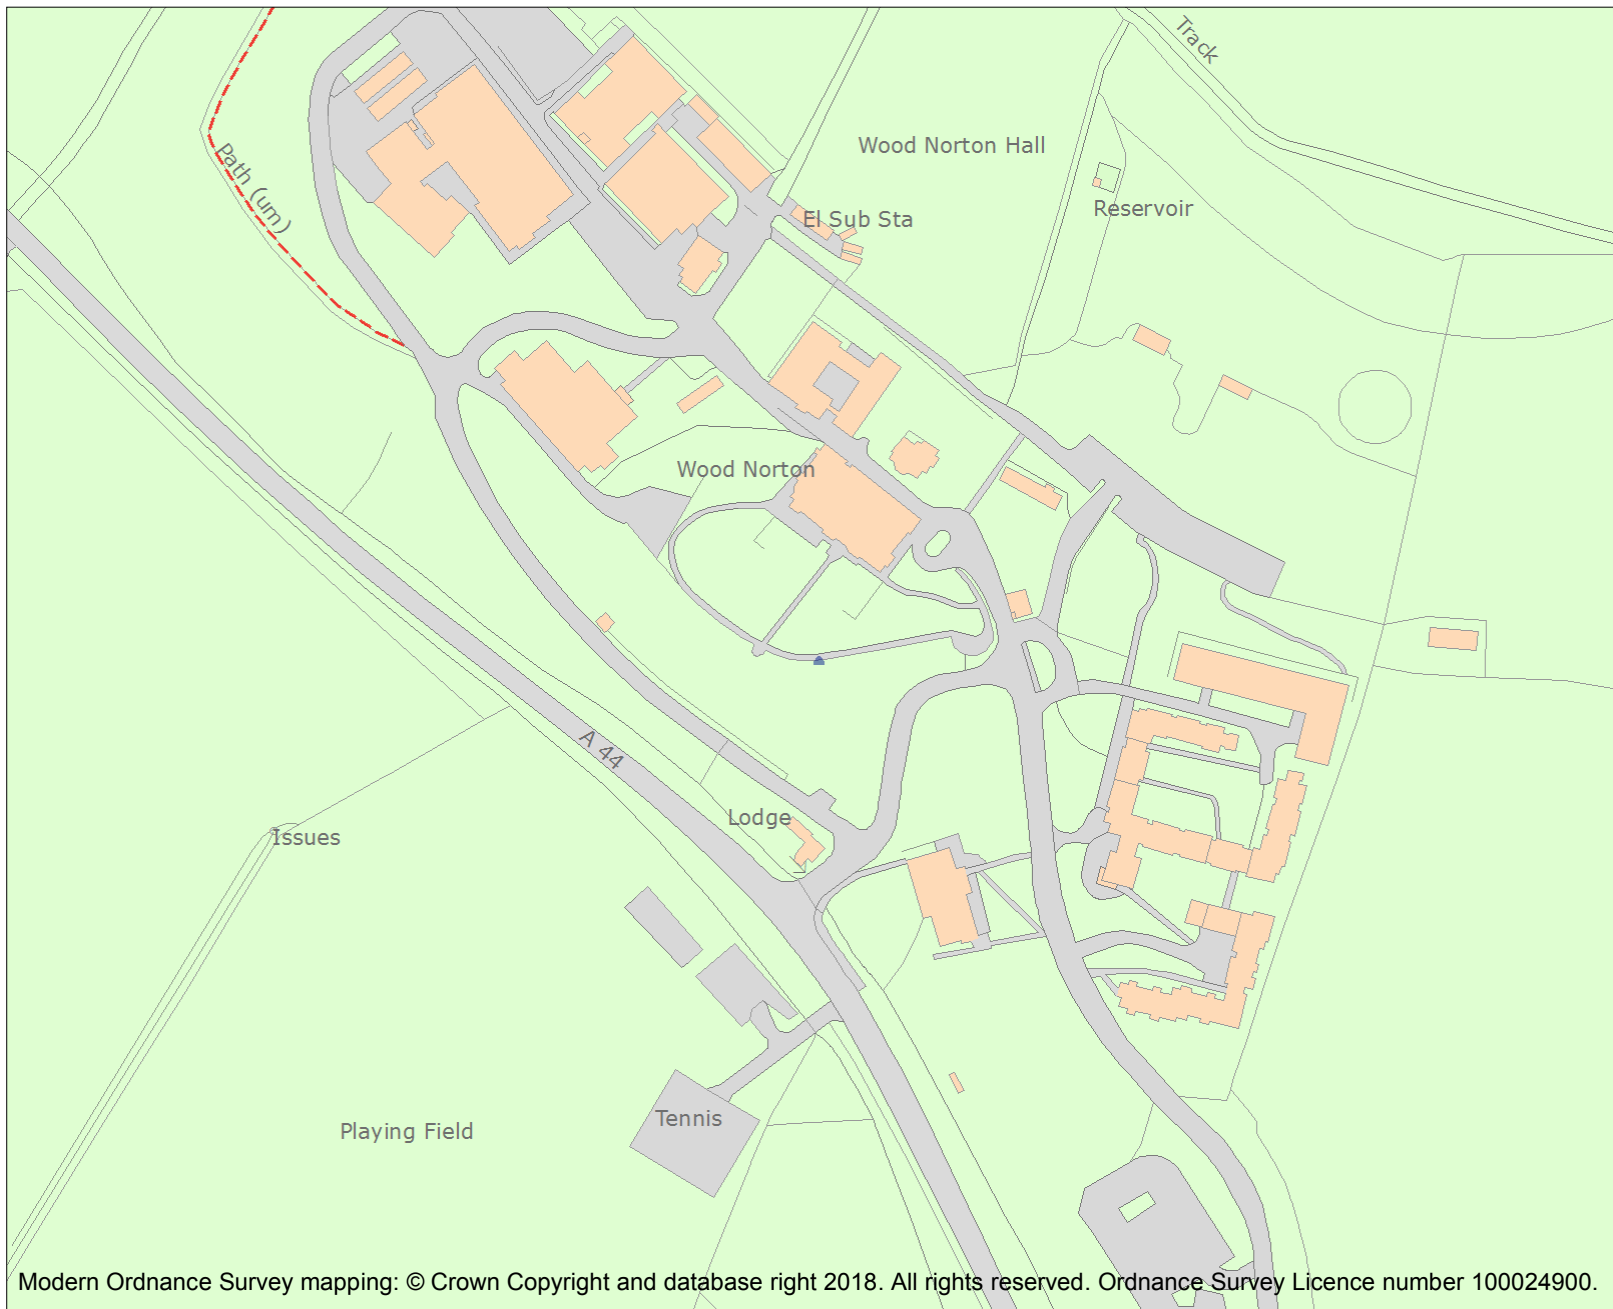 Track
Wood Norton Hall
Path (um)
Reservoir
El Sub Sta
Wood Norton
A 44
Lodge
Issues
Tennis
Playing Field
Modern Ordnance Survey mapping: © Crown Copyright and database right 2018. All rights reserved. Ordnance Survey Licence number 100024900.